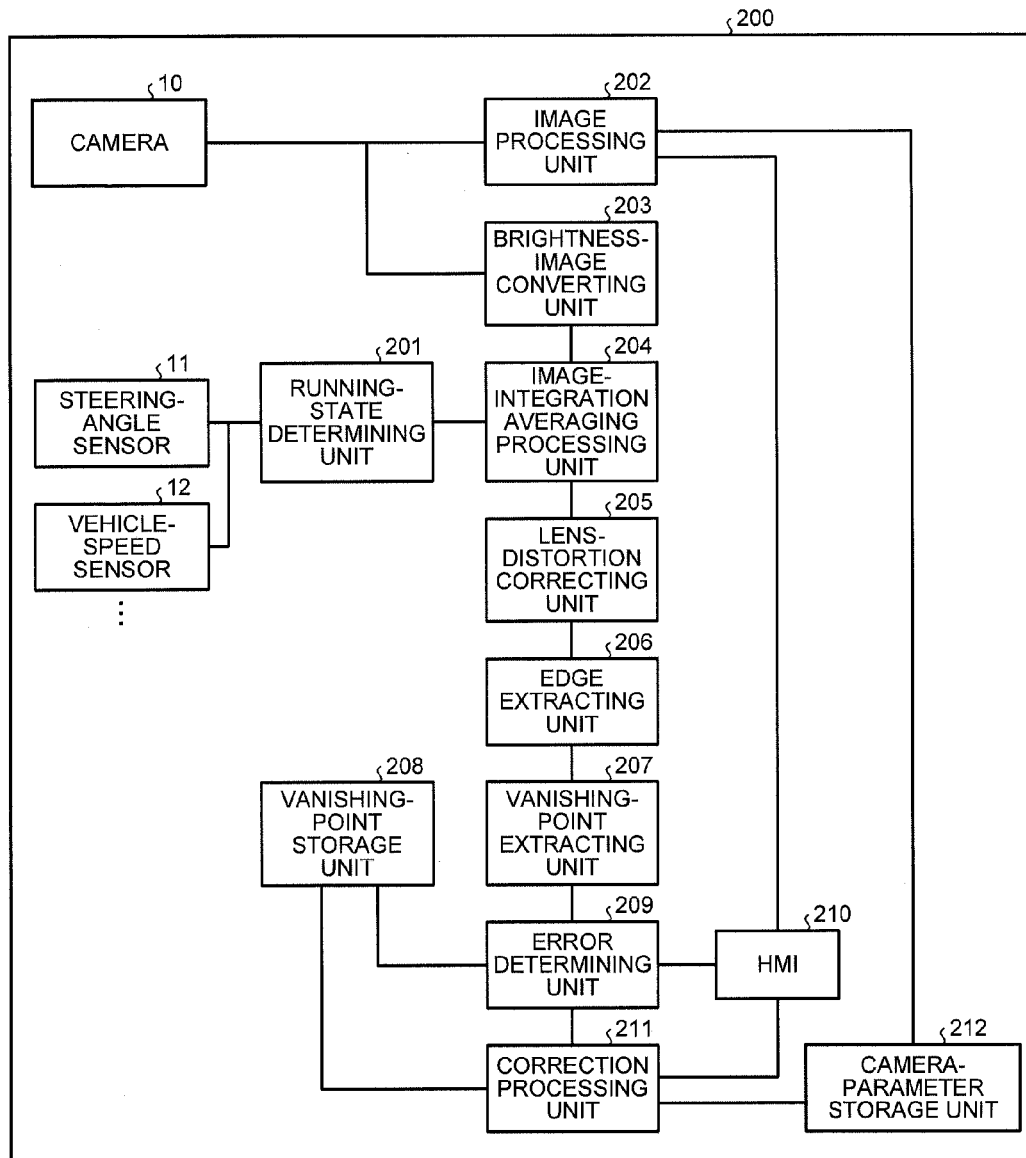 200
10
CAMERA
202
IMAGE
PROCESSING
UNIT
203
BRIGHTNESS-
IMAGE
CONVERTING
UNIT
11
STEERING-
ANGLE
SENSOR
201
RUNNING-
STATE
DETERMINING
UNIT
204
IMAGE-
INTEGRATION
AVERAGING
PROCESSING
UNIT
12
VEHICLE-
SPEED
SENSOR
⋮
205
LENS-
DISTORTION
CORRECTING
UNIT
206
EDGE
EXTRACTING
UNIT
208
VANISHING-
POINT
STORAGE
UNIT
207
VANISHING-
POINT
EXTRACTING
UNIT
209
ERROR
DETERMINING
UNIT
210
HMI
211
CORRECTION
PROCESSING
UNIT
212
CAMERA-
PARAMETER
STORAGE UNIT